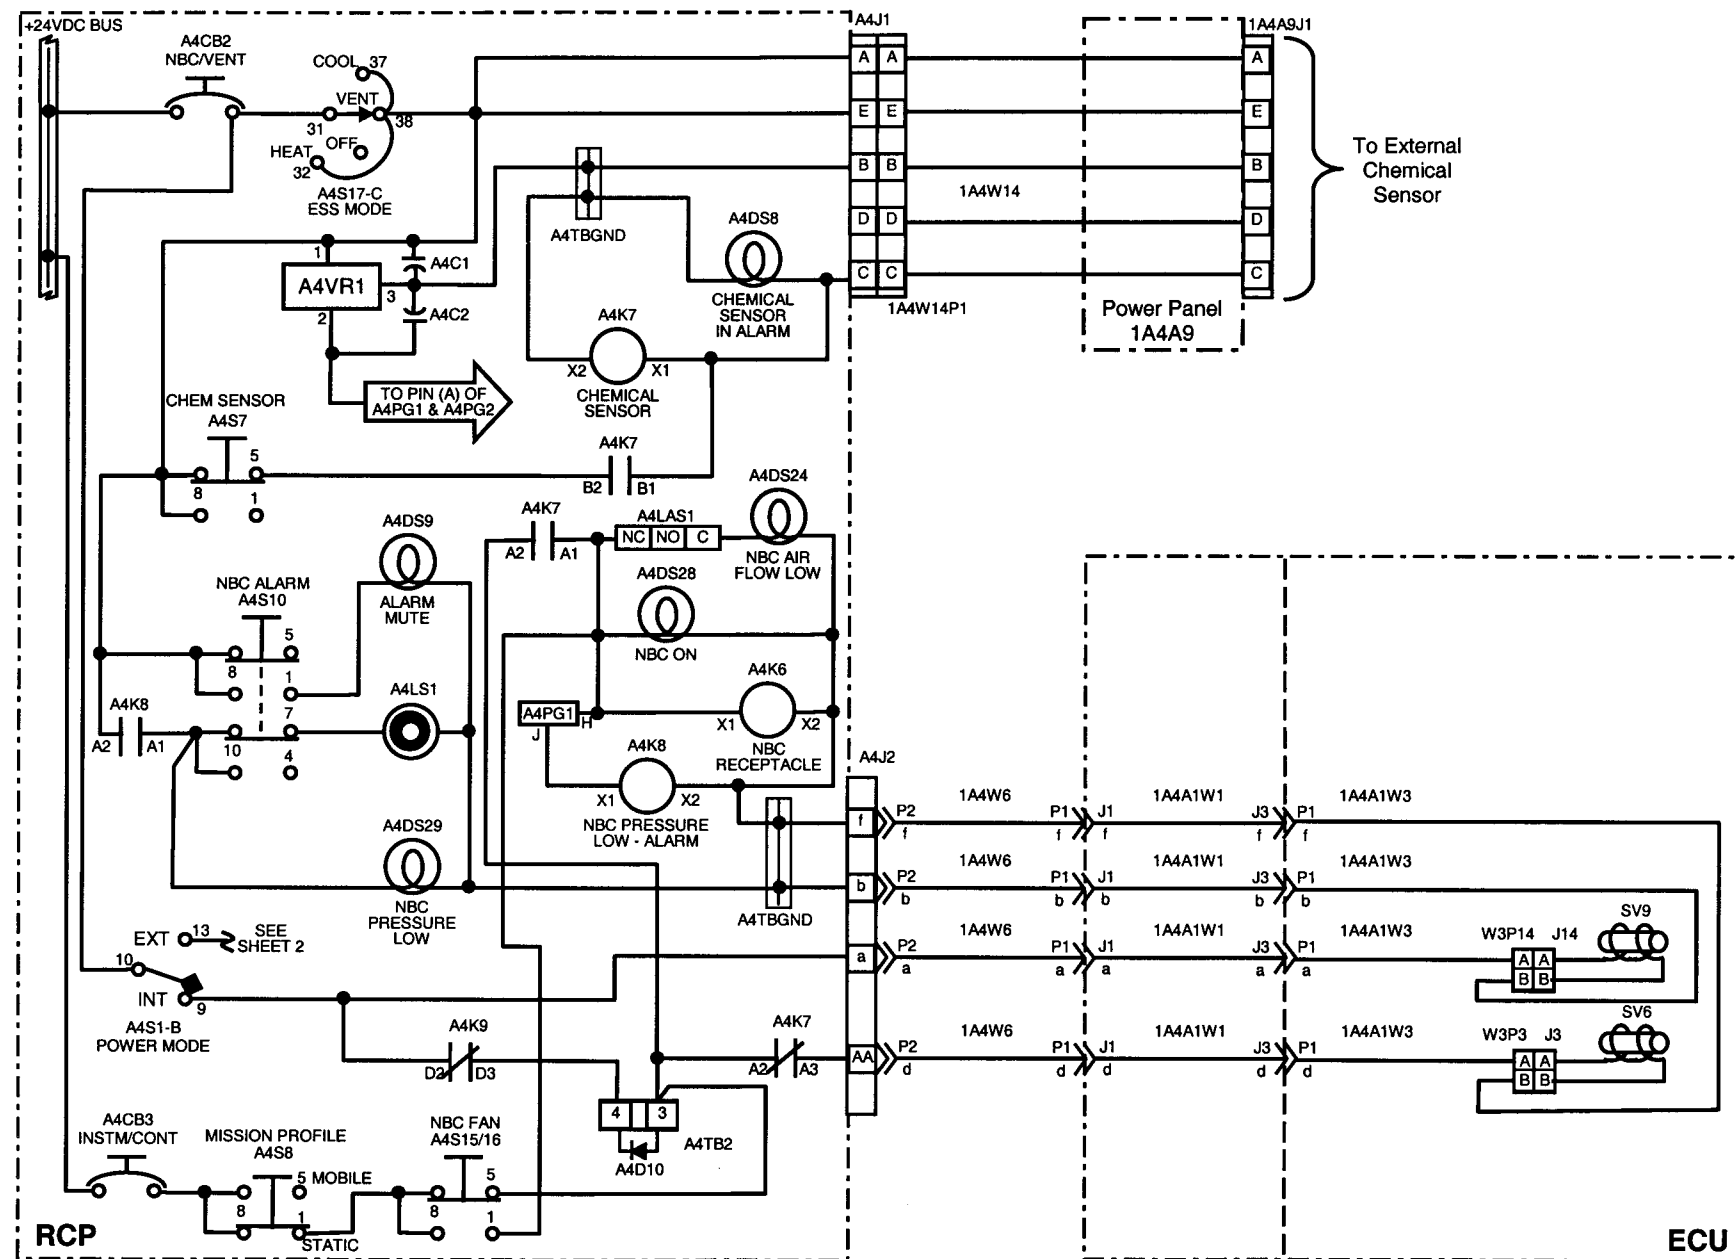 +24VDC BUS
A4CB2
NBC/VENT
COOL 37
VENT
31
38
OFF
HEAT
32
A4S17-C
ESS MODE
A4J1
1A4A9J1
A A A
E E E
B B B
D D D
C C C
1A4W14
1A4W14P1
Power Panel
1A4A9
To External
Chemical
Sensor
A4TBGND
A4DS8
CHEMICAL
SENSOR
IN ALARM
1
A4VR1
3
2
A4C1
A4C2
A4K7
X2 X1
CHEMICAL
SENSOR
TO PIN (A) OF
A4PG1 & A4PG2
CHEM SENSOR
A4S7
5
8 1
A4K7
B2 B1
A4K7
A2 A1
A4LAS1
NC NO C
A4DS24
NBC AIR
FLOW LOW
A4DS28
NBC ON
A4DS9
ALARM
MUTE
NBC ALARM
A4S10
5
8 1
7
10 4
A4K8
A2 A1
A4LS1
A4PG1
H
J
A4K6
X1 X2
NBC
RECEPTACLE
A4K8
X1 X2
NBC PRESSURE
LOW - ALARM
A4DS29
NBC
PRESSURE
LOW
A4TBGND
A4J2
f P2 f 1A4W6 P1 f J1 f 1A4A1W1 J3 f P1 f 1A4A1W3
b P2 b 1A4W6 P1 b J1 b 1A4A1W1 J3 b P1 b 1A4A1W3
a P2 a 1A4W6 P1 a J1 a 1A4A1W1 J3 a P1 a 1A4A1W3
AA P2 d 1A4W6 P1 d J1 d 1A4A1W1 J3 d P1 d 1A4A1W3
W3P14 J14
A A
B B
SV9
W3P3 J3
A A
B B
SV6
EXT 13
SEE
SHEET 2
10
INT
9
A4S1-B
POWER MODE
A4K9
D2 D3
A4K7
A2 A3
4 3
A4TB2
A4D10
A4CB3
INSTM/CONT
MISSION PROFILE
A4S8
5 MOBILE
8 1
STATIC
NBC FAN
A4S15/16
5
8 1
RCP
ECU